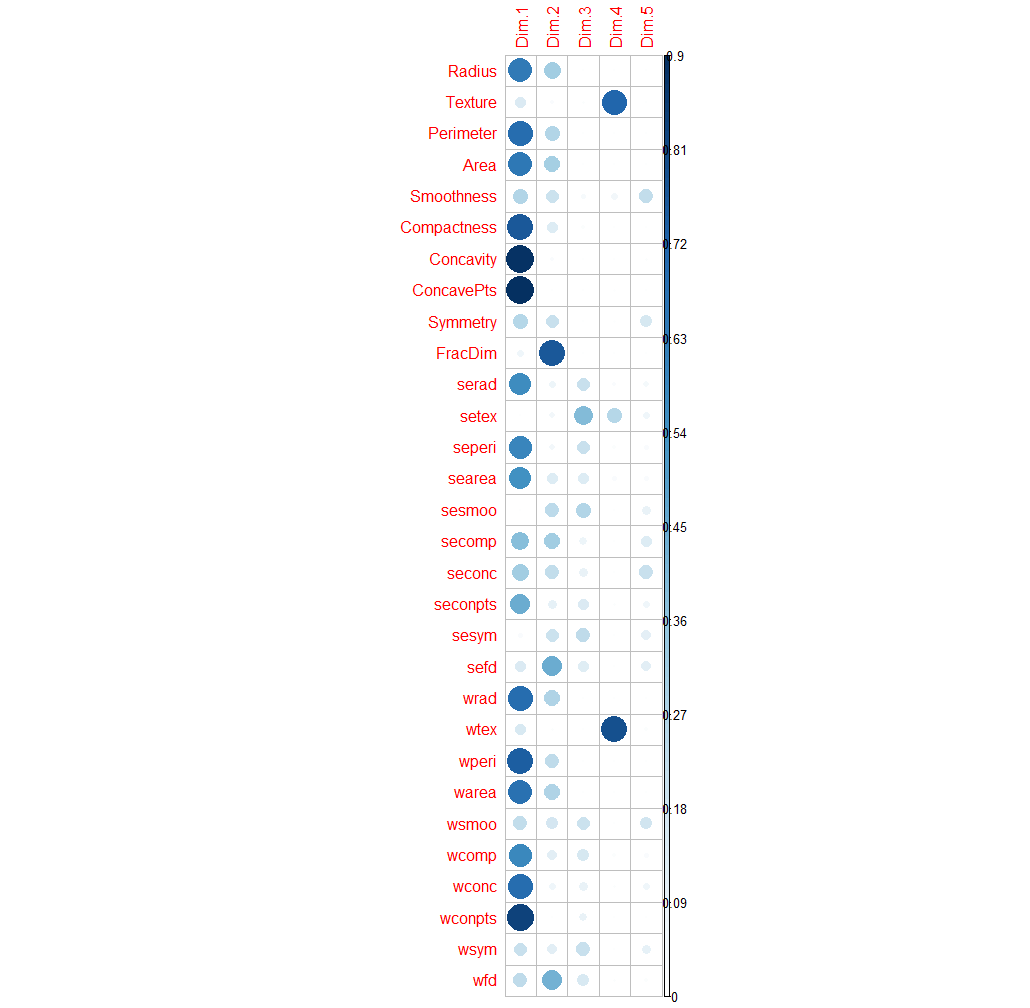 Dim.1 Dim.2 Dim.3 Dim.4 Dim.5
Radius
Texture
Perimeter
Area
Smoothness
Compactness
Concavity
ConcavePts
Symmetry
FracDim
serad
setex
seperi
searea
sesmoo
secomp
seconc
seconpts
sesym
sefd
wrad
wtex
wperi
warea
wsmoo
wcomp
wconc
wconpts
wsym
wfd
0.9
0.81
0.72
0.63
0.54
0.45
0.36
0.27
0.18
0.09
0